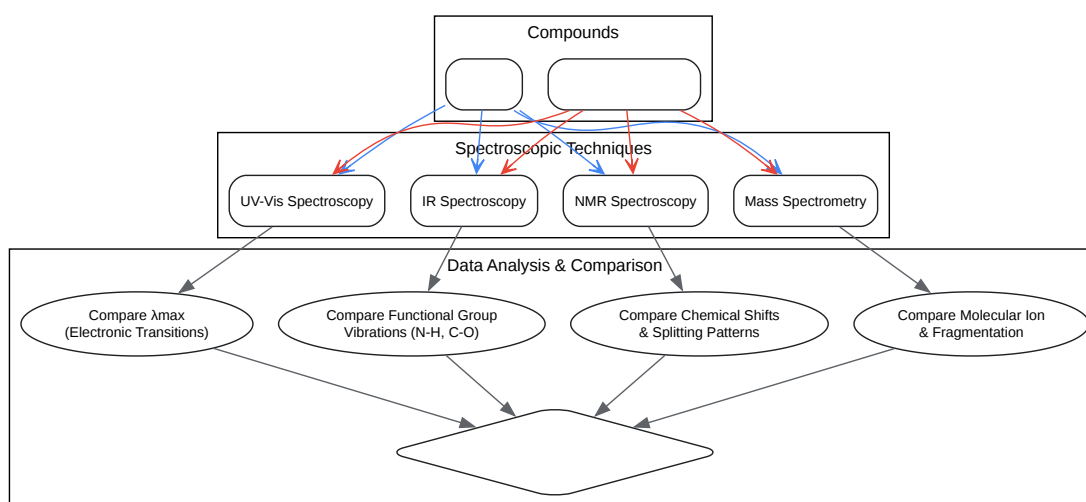 Compounds
Spectroscopic Techniques
UV-Vis Spectroscopy
IR Spectroscopy
NMR Spectroscopy
Mass Spectrometry
Data Analysis & Comparison
Compare λmax
(Electronic Transitions)
Compare Functional Group
Vibrations (N-H, C-O)
Compare Chemical Shifts
& Splitting Patterns
Compare Molecular Ion
& Fragmentation